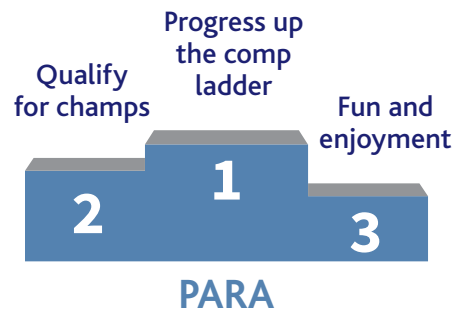 Progress up
the comp
ladder
Qualify
for champs
Fun and
enjoyment
1
2
3
PARA